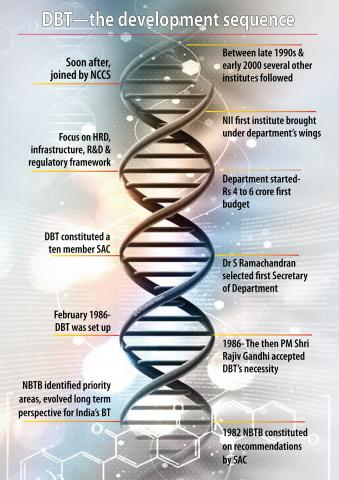 DBT—the development sequence
Between late 1990s &
early 2000 several other
institutes followed
Soon after,
joined by NCCS
NII first institute brought
under department's wings
Focus on HRD,
infrastructure, R&D &
regulatory framework
Department started-
Rs 4 to 6 crore first
budget
DBT constituted a
ten member SAC
Dr S Ramachandran
selected first Secretary
of Department
February 1986-
DBT was set up
1986- The then PM Shri
Rajiv Gandhi accepted
DBT's necessity
NBTB identified priority
areas, evolved long term
perspective for India's BT
1982 NBTB constituted
on recommendations
by SAC